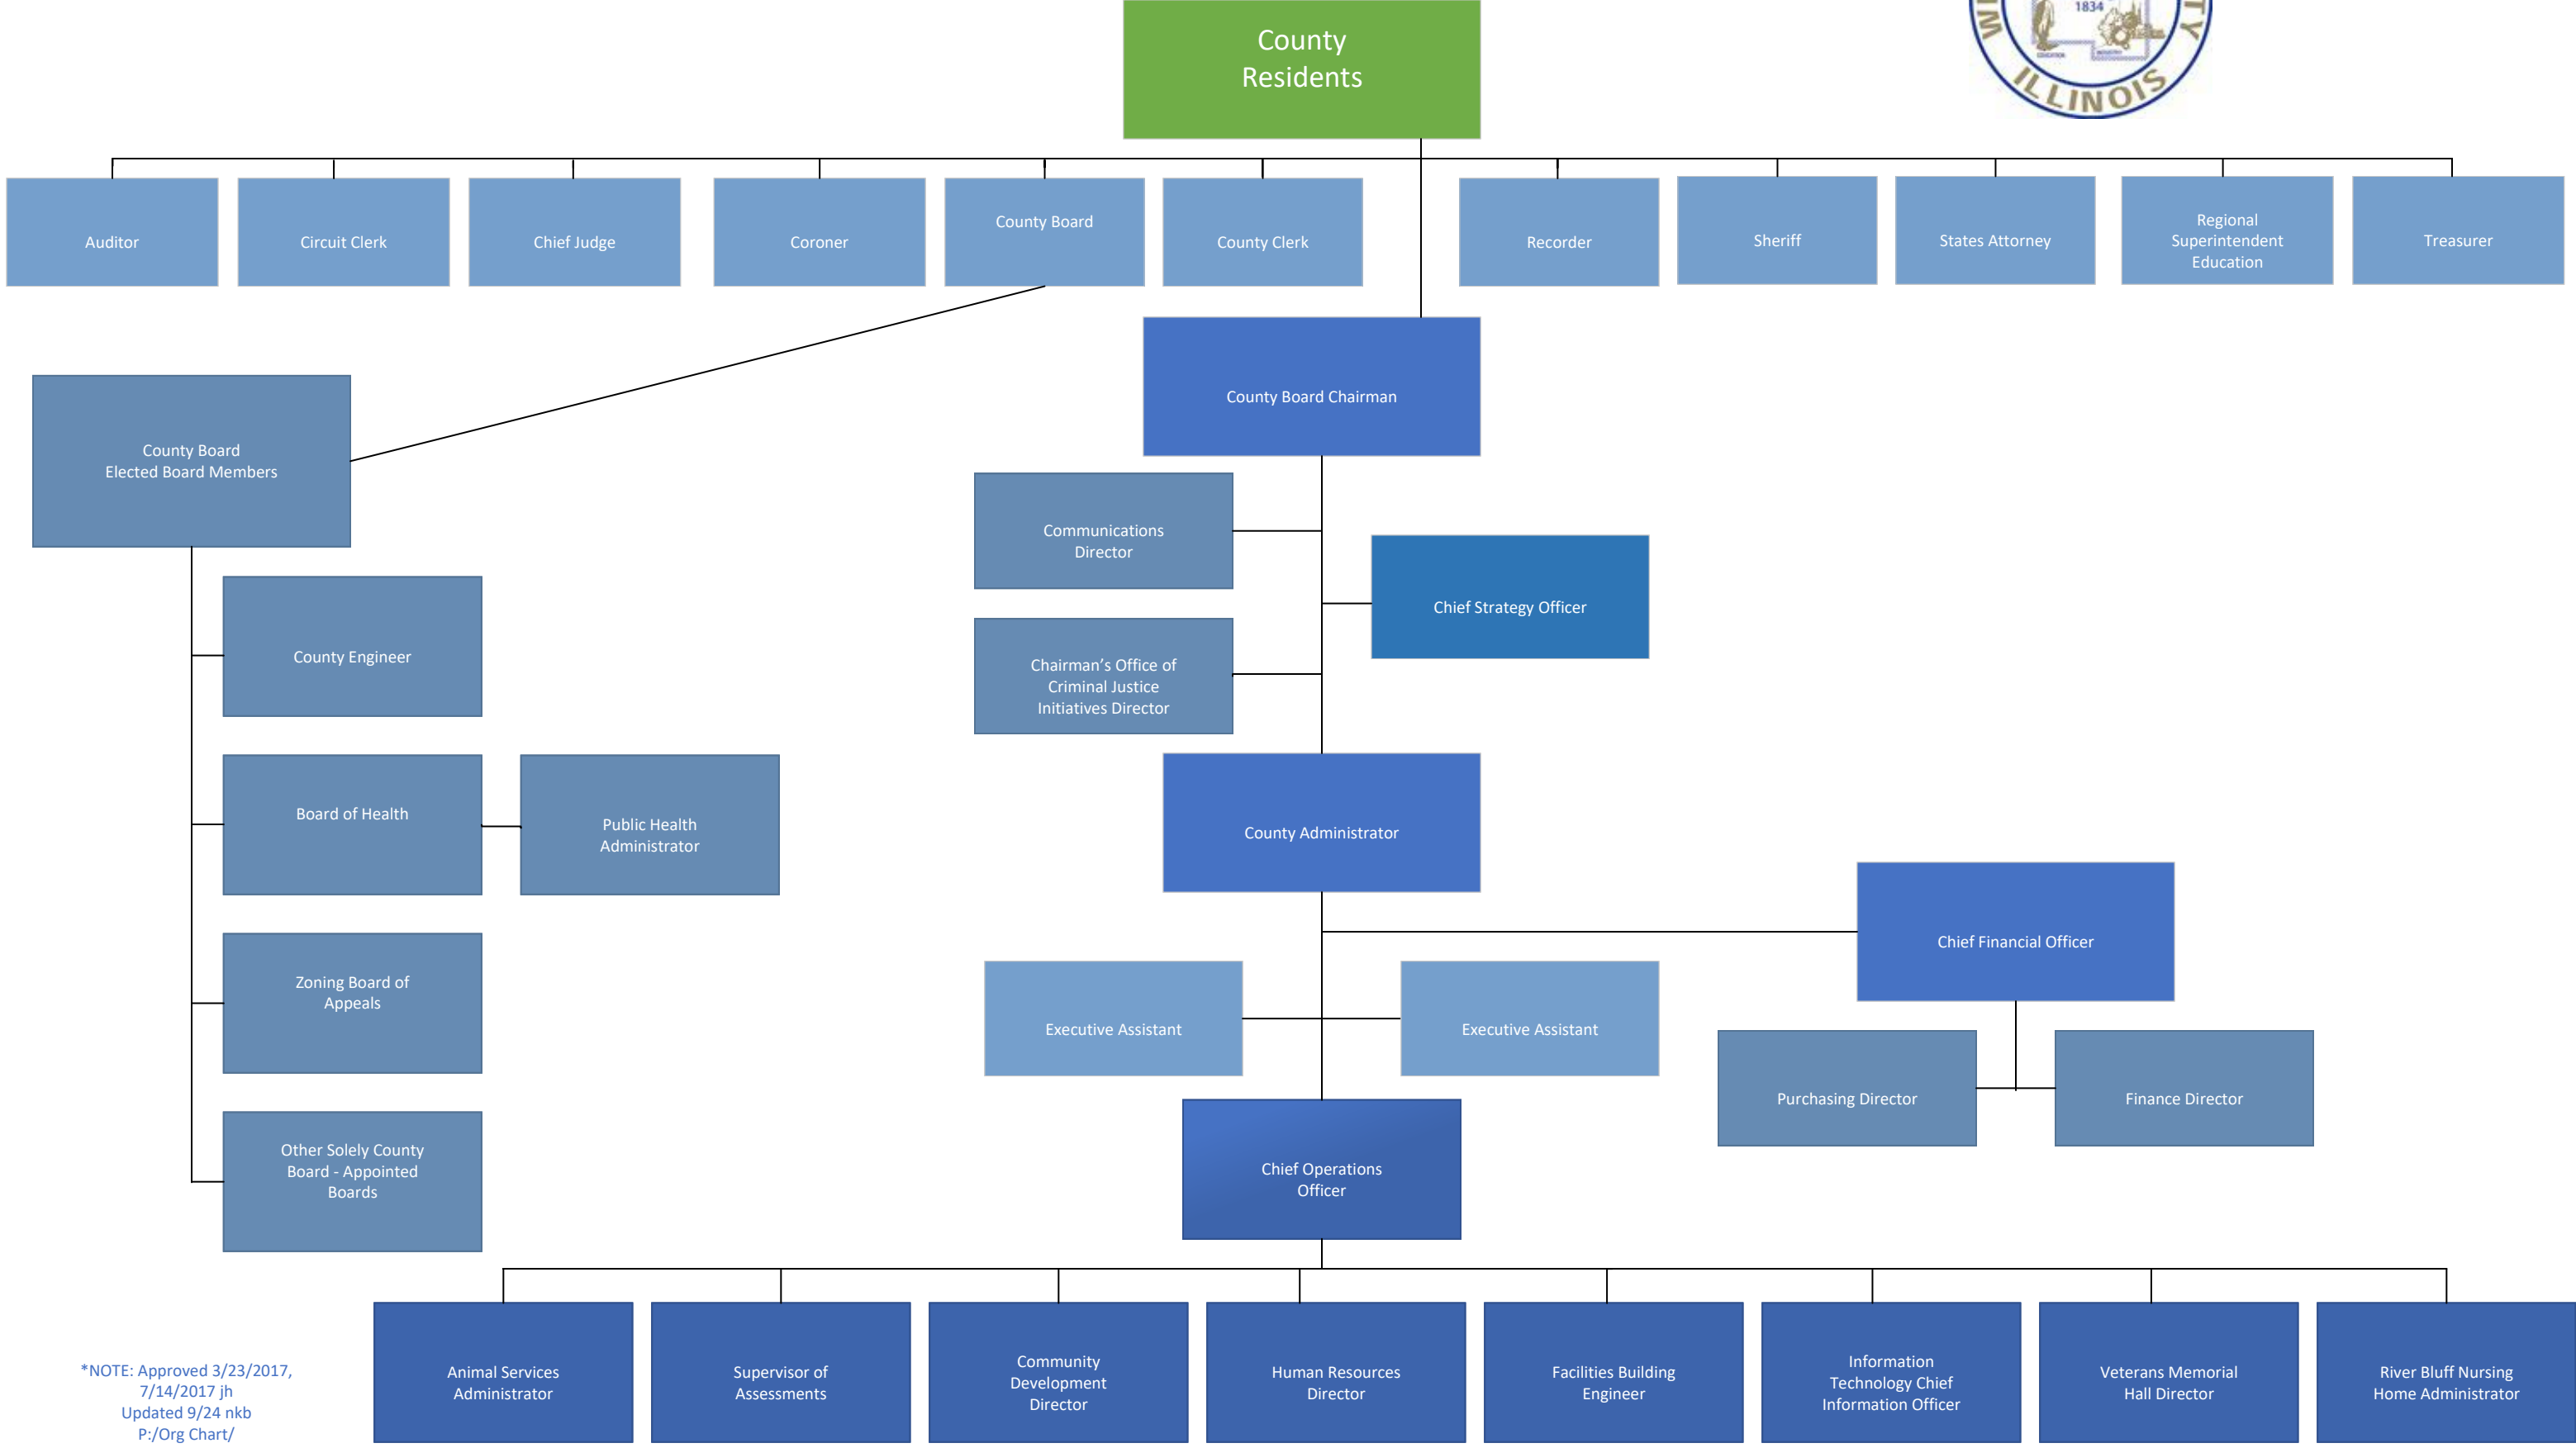 County
Residents
1834
ILLINOIS
Auditor
Circuit Clerk
Chief Judge
Coroner
County Board
County Clerk
Recorder
Sheriff
States Attorney
Regional
Superintendent
Education
Treasurer
County Board Chairman
County Board
Elected Board Members
Communications
Director
Chief Strategy Officer
Chairman’s Office of
Criminal Justice
Initiatives Director
County Engineer
Board of Health
Public Health
Administrator
County Administrator
Chief Financial Officer
Zoning Board of
Appeals
Executive Assistant
Executive Assistant
Purchasing Director
Finance Director
Other Solely County
Board - Appointed
Boards
Chief Operations
Officer
Animal Services
Administrator
Supervisor of
Assessments
Community
Development
Director
Human Resources
Director
Facilities Building
Engineer
Information
Technology Chief
Information Officer
Veterans Memorial
Hall Director
River Bluff Nursing
Home Administrator
*NOTE: Approved 3/23/2017,
7/14/2017 jh
Updated 9/24 nkb
P:/Org Chart/